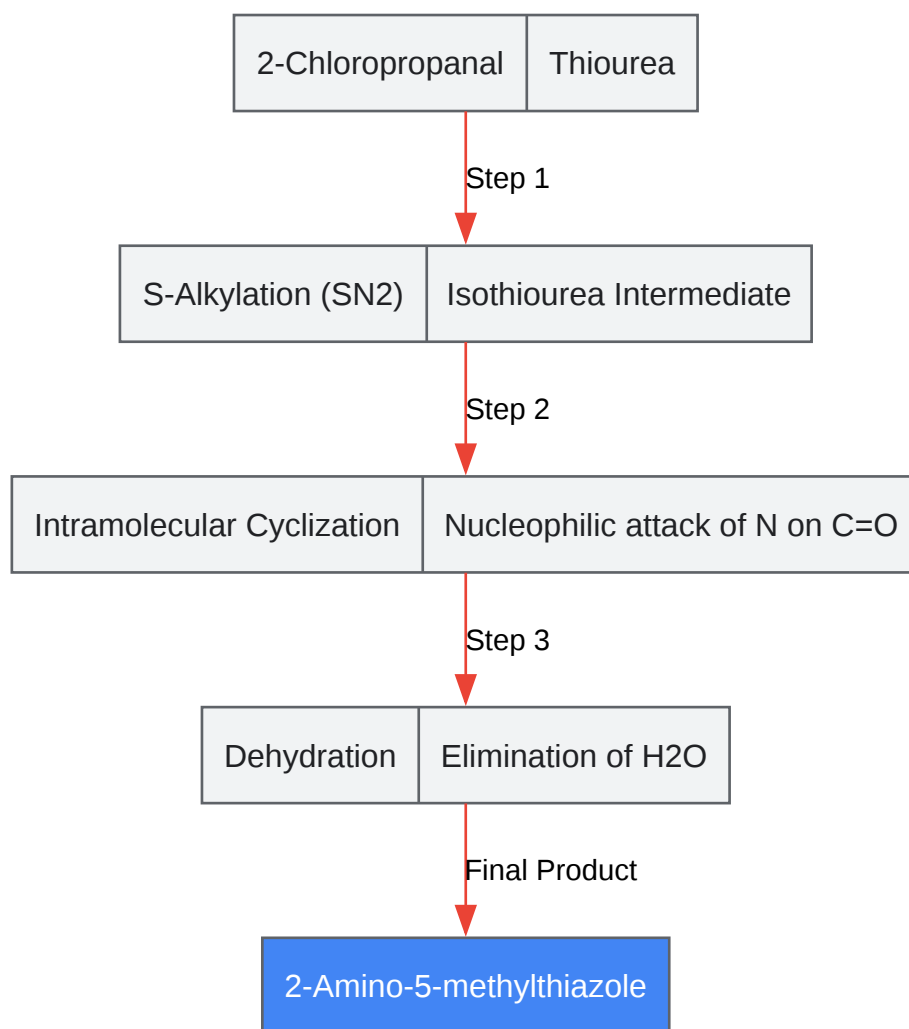 2-Chloropropanal Thiourea
Step 1
S-Alkylation (SN2) Isothiourea Intermediate
Step 2
Intramolecular Cyclization Nucleophilic attack of N on C=O
Step 3
Dehydration Elimination of H2O
Final Product
2-Amino-5-methylthiazole